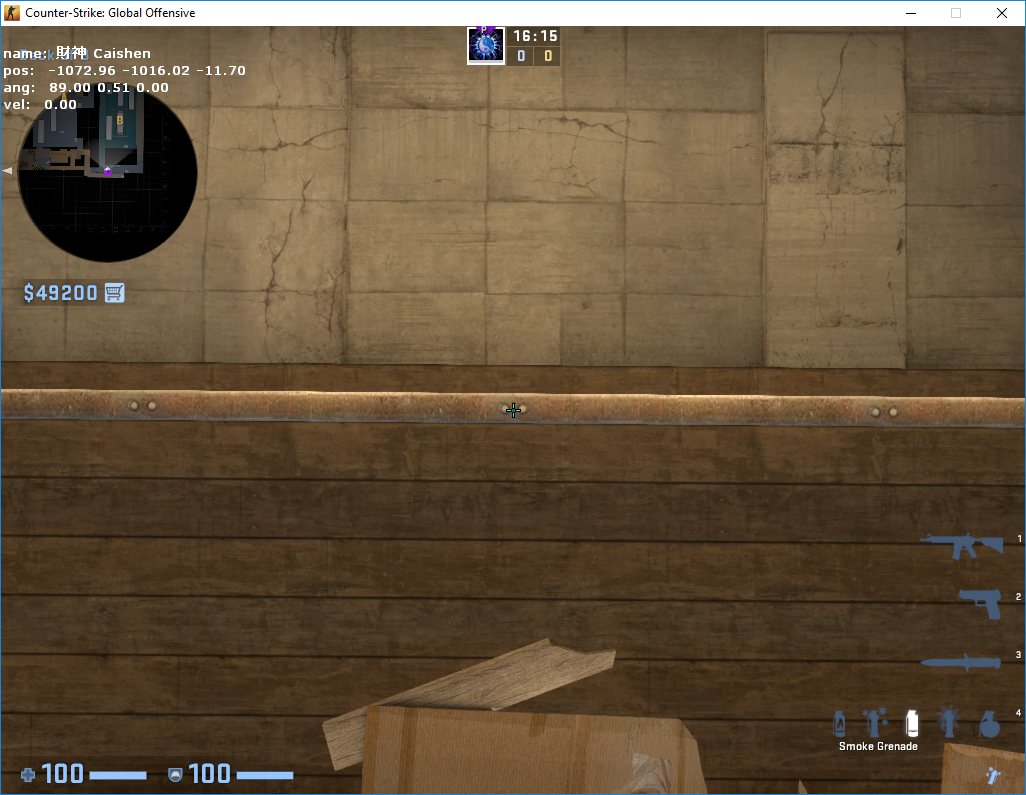 Counter-Strike: Global Offensive
16:15
0 0
name: 財神 Caishen
pos: -1072.96 -1016.02 -11.70
ang: 89.00 0.51 0.00
vel: 0.00
B
$49200
1
2
3
4
Smoke Grenade
100 100